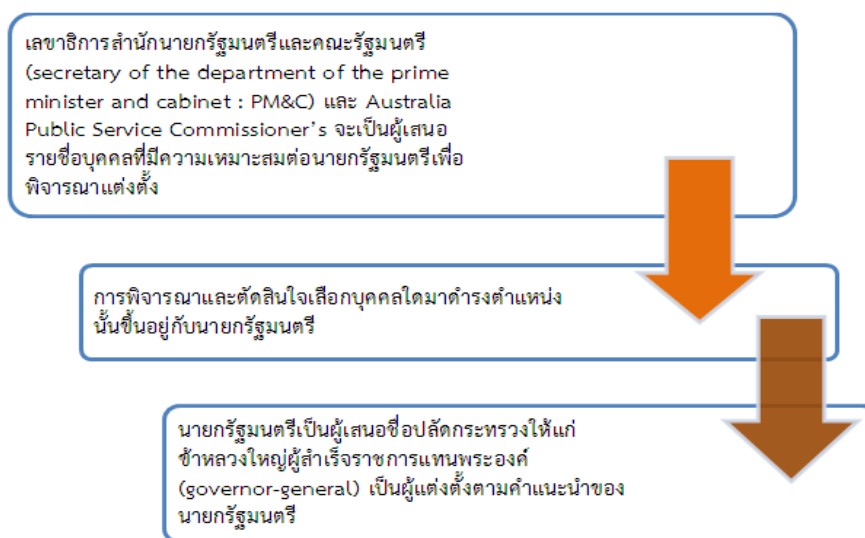 เลขาธิการสำนักนายกรัฐมนตรีและคณะรัฐมนตรี
(secretary of the department of the prime
minister and cabinet : PM&C) และ Australia
Public Service Commissioner's จะเป็นผู้เสนอ
รายชื่อบุคคลที่มีความเหมาะสมต่อนายกรัฐมนตรีเพื่อ
พิจารณาแต่งตั้ง
การพิจารณาและตัดสินใจเลือกบุคคลใดมาดำรงตำแหน่ง
นั้นขึ้นอยู่กับนายกรัฐมนตรี
นายกรัฐมนตรีเป็นผู้เสนอชื่อปลัดกระทรวงให้แก่
ข้าหลวงใหญ่ผู้สำเร็จราชการแทนพระองค์
(governor-general) เป็นผู้แต่งตั้งตามคำแนะนำของ
นายกรัฐมนตรี